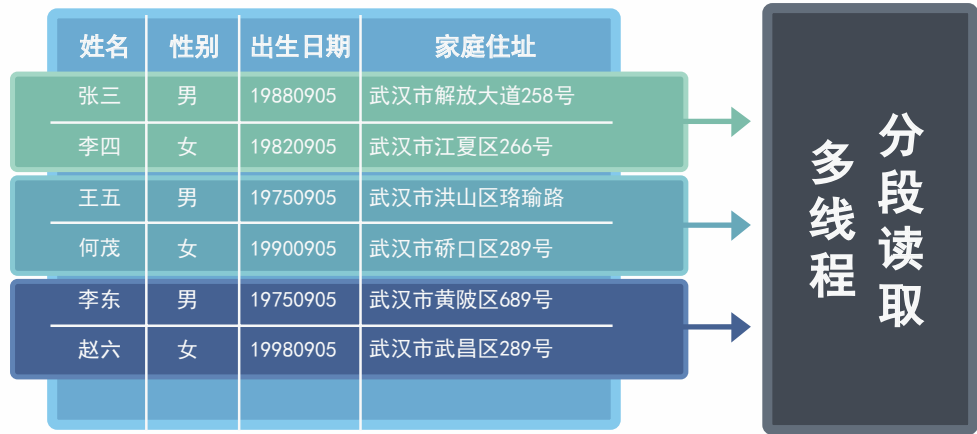 姓名 性别 出生日期 家庭住址
张三 男 19880905 武汉市解放大道258号
李四 女 19820905 武汉市江夏区266号
王五 男 19750905 武汉市洪山区珞瑜路
何茂 女 19900905 武汉市硚口区289号
李东 男 19750905 武汉市黄陂区689号
赵六 女 19980905 武汉市武昌区289号
分段读取
多线程